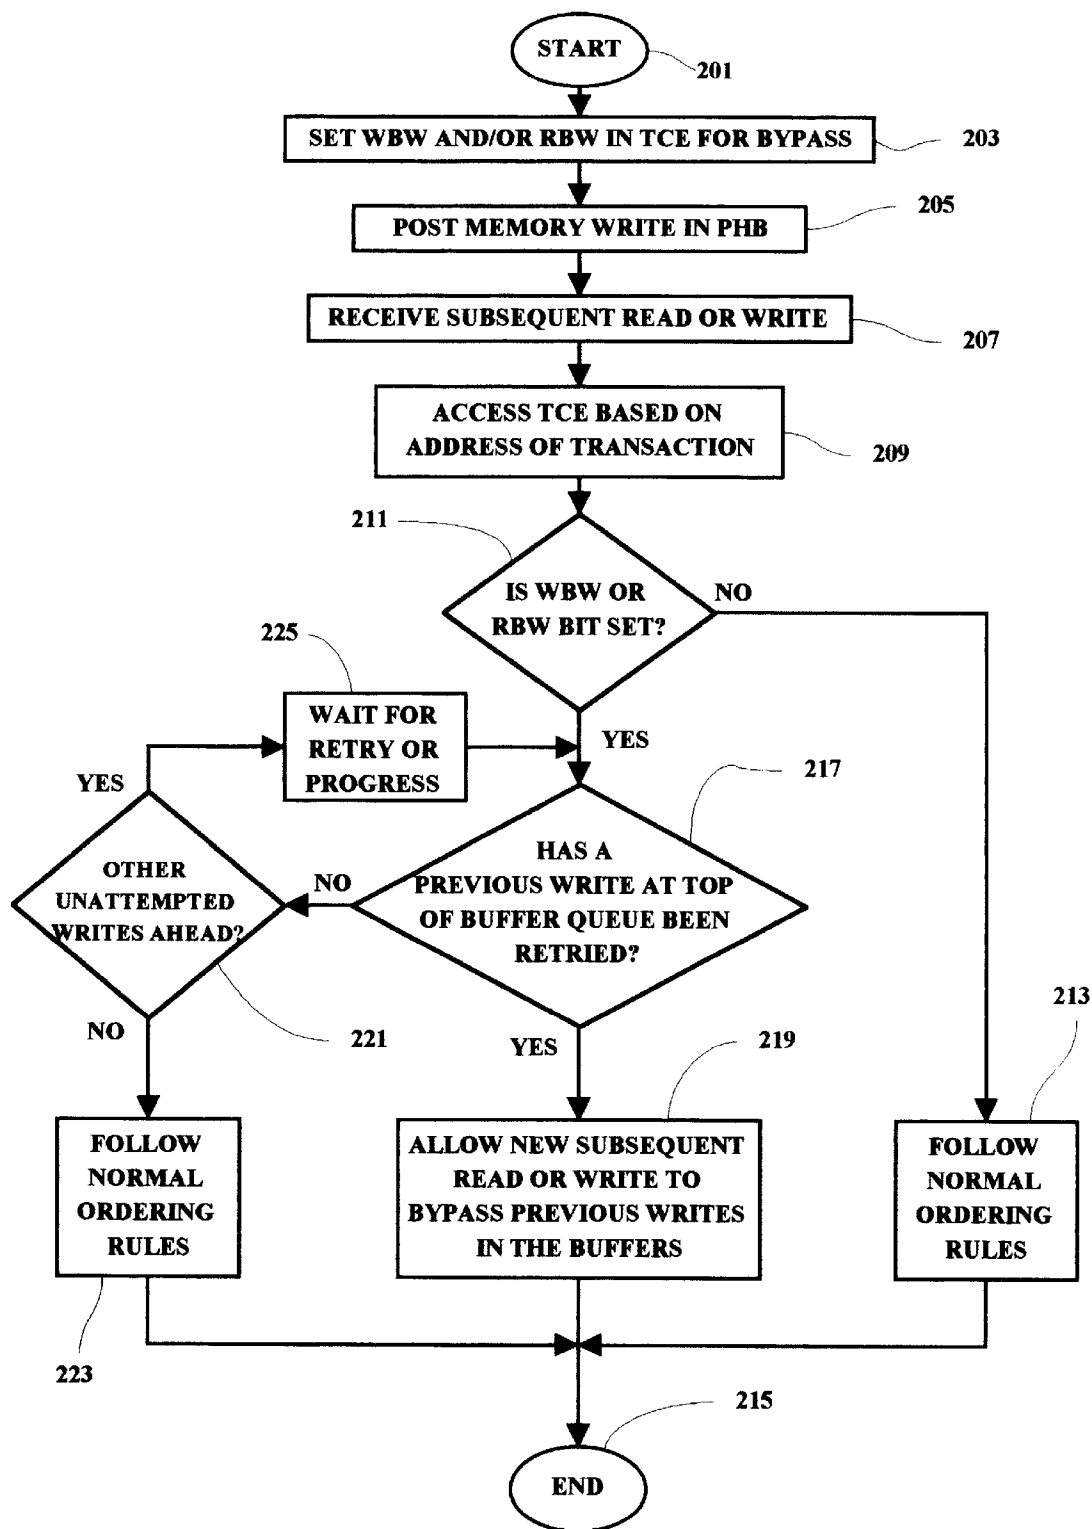 START
201
SET WBW AND/OR RBW IN TCE FOR BYPASS
203
205
POST MEMORY WRITE IN PHB
RECEIVE SUBSEQUENT READ OR WRITE
207
ACCESS TCE BASED ON
ADDRESS OF TRANSACTION
209
211
IS WBW OR
RBW BIT SET?
NO
225
WAIT FOR
RETRY OR
PROGRESS
YES
YES
217
HAS A
PREVIOUS WRITE AT TOP
OF BUFFER QUEUE BEEN
RETRIED?
NO
OTHER
UNATTEMPTED
WRITES AHEAD?
NO
221
YES
219
213
FOLLOW
NORMAL
ORDERING
RULES
ALLOW NEW SUBSEQUENT
READ OR WRITE TO
BYPASS PREVIOUS WRITES
IN THE BUFFERS
FOLLOW
NORMAL
ORDERING
RULES
223
215
END